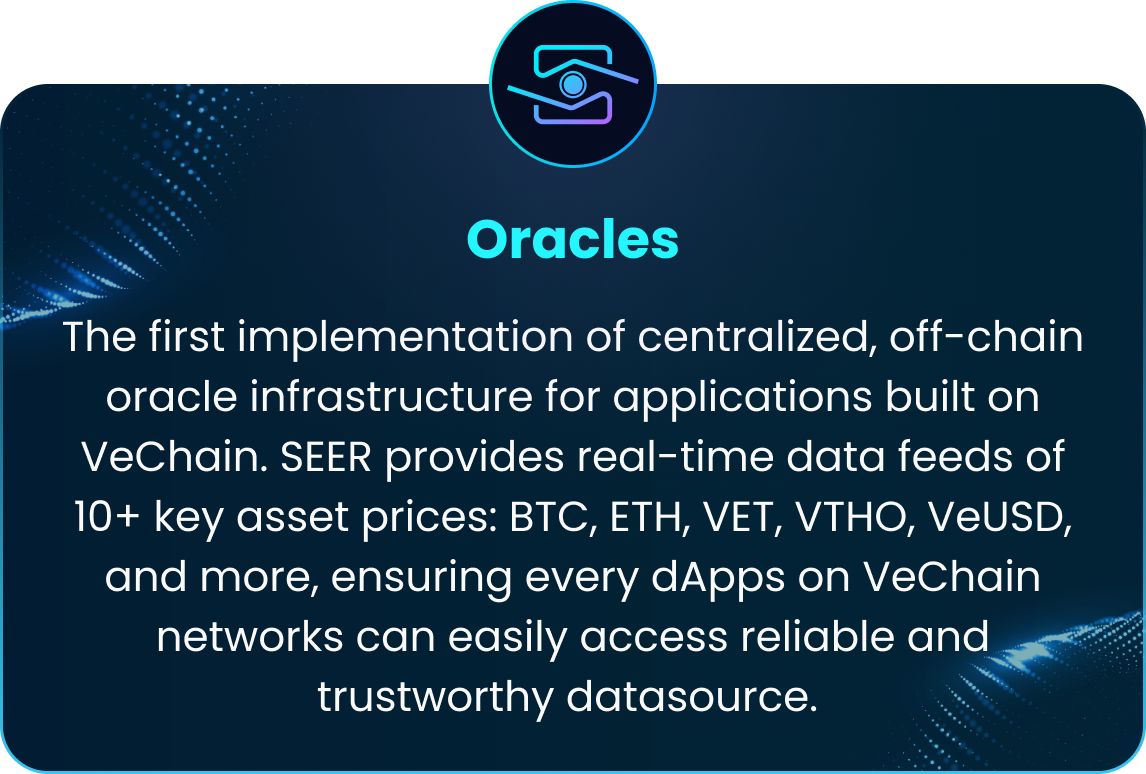 Oracles
The first implementation of centralized, off-chain
oracle infrastructure for applications built on
VeChain. SEER provides real-time data feeds of
10+ key asset prices: BTC, ETH, VET, VTHO, VeUSD,
and more, ensuring every dApps on VeChain
networks can easily access reliable and
trustworthy datasource.